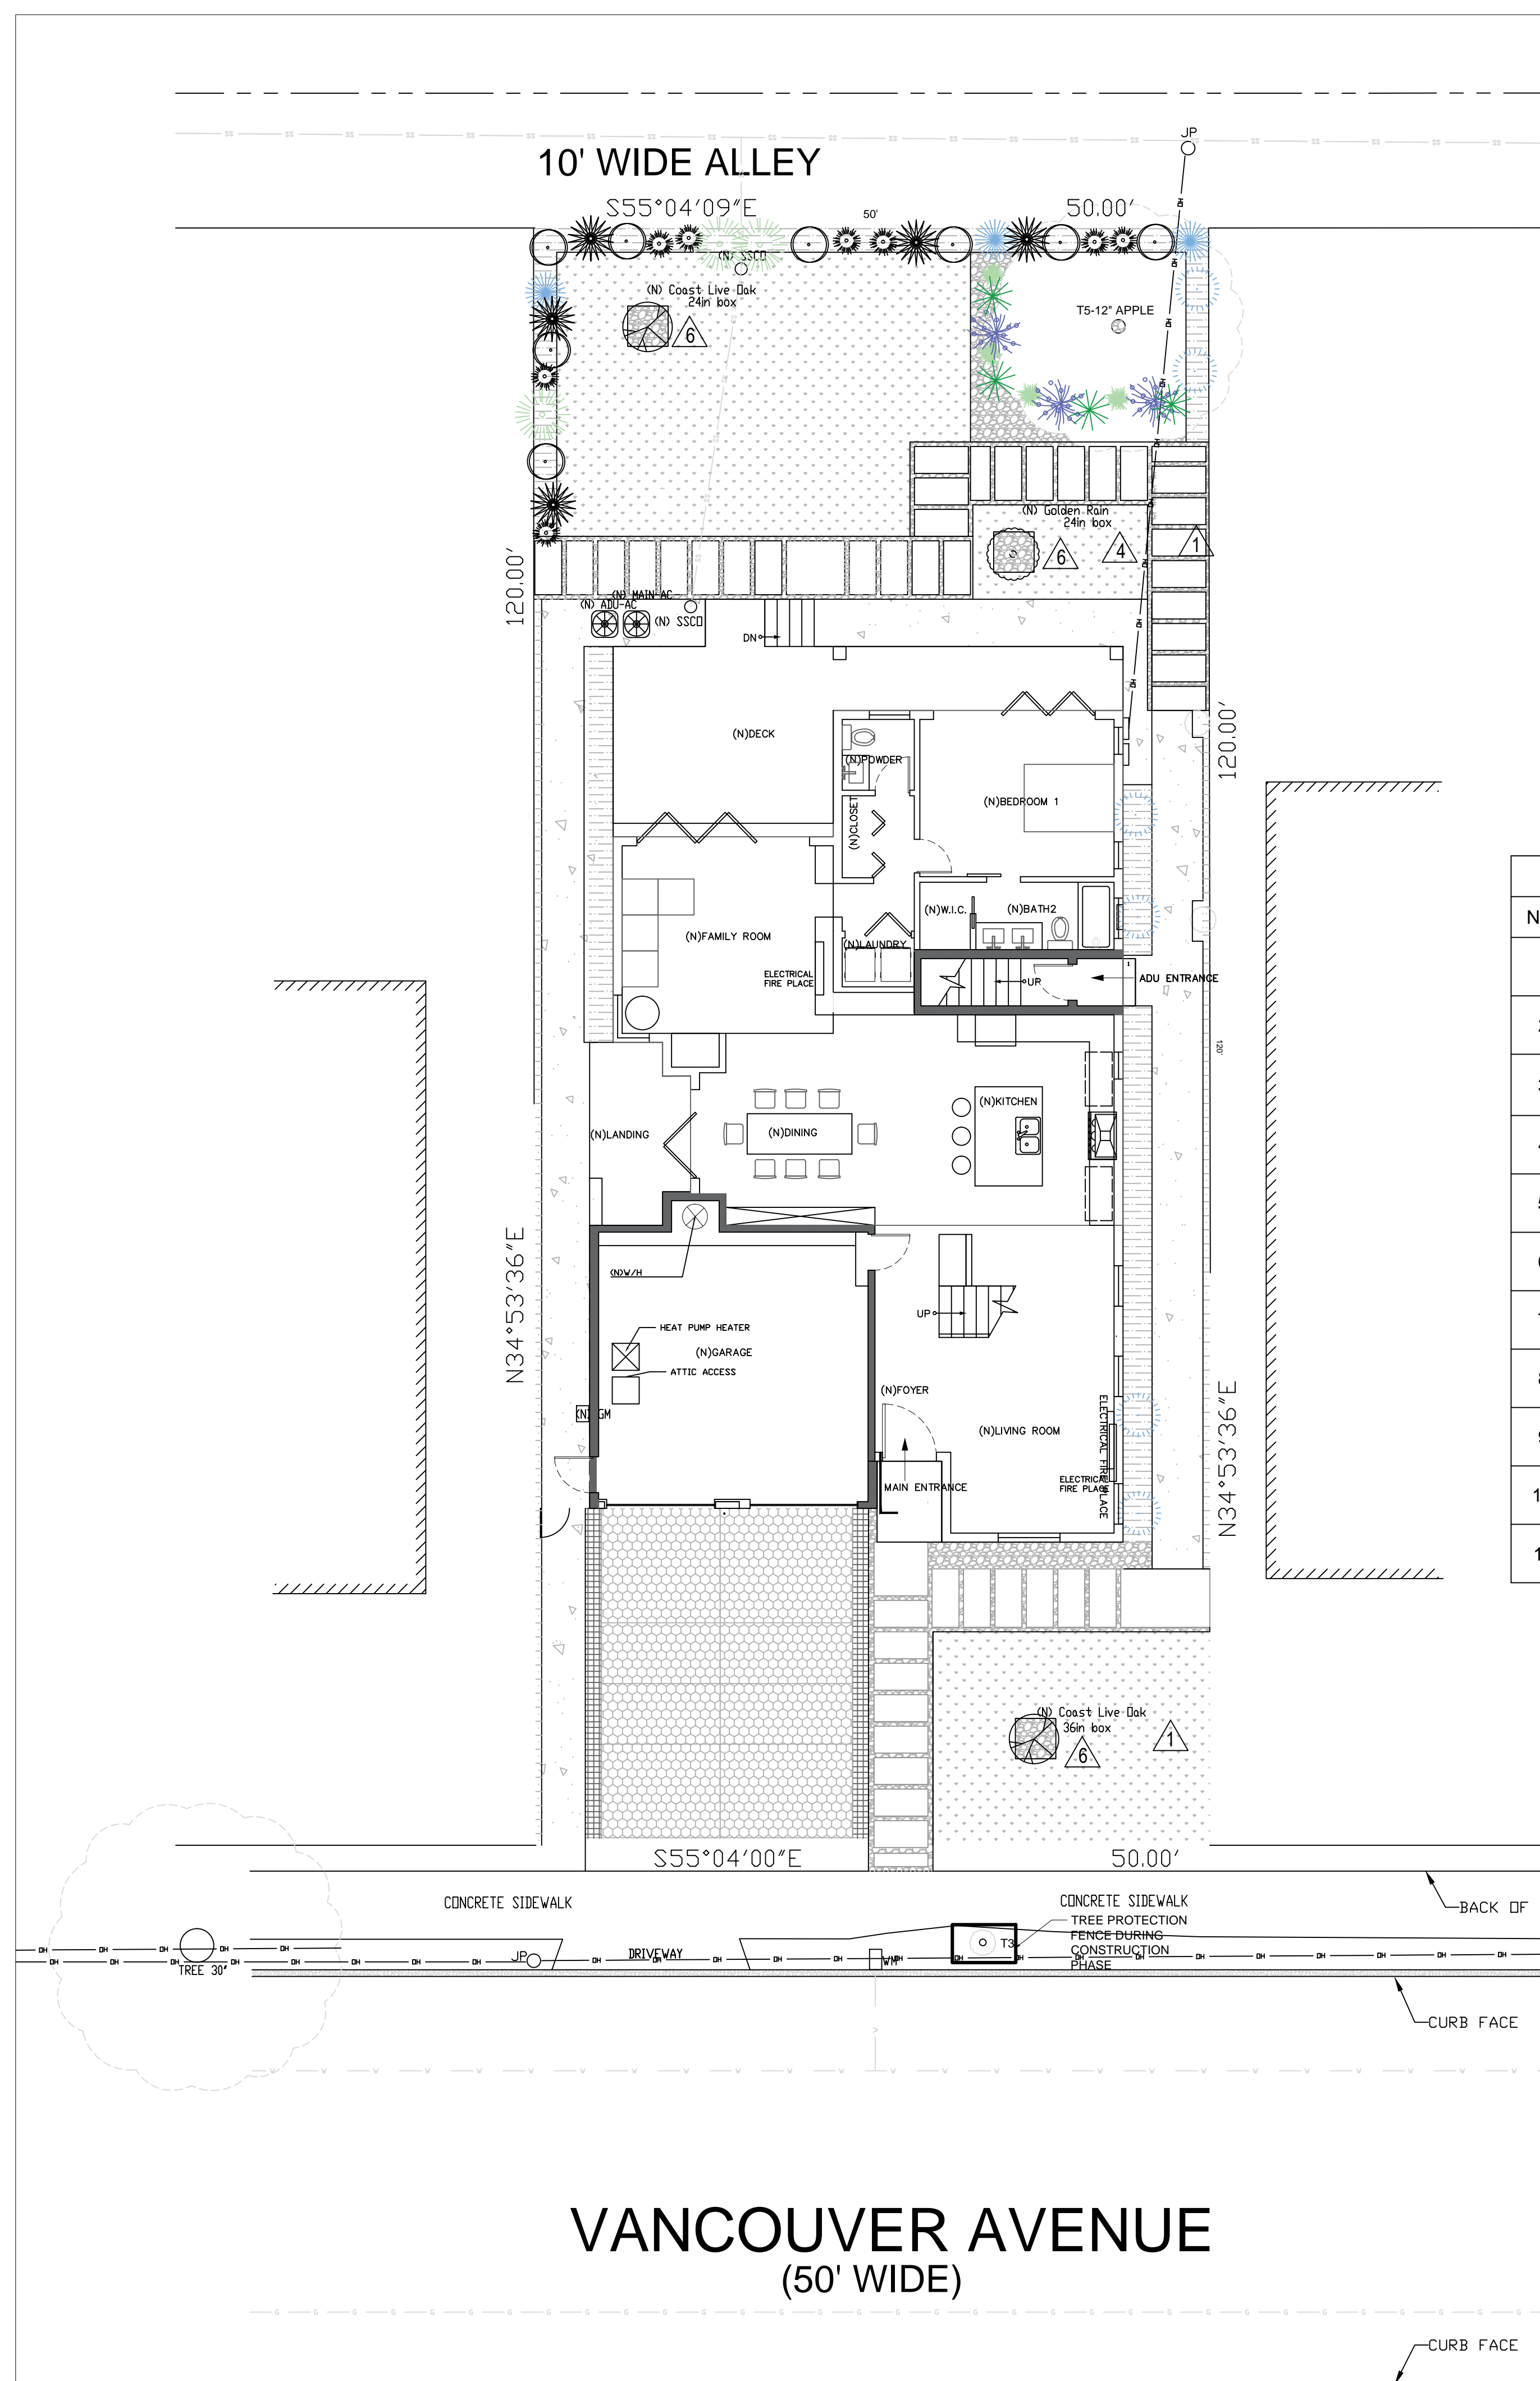 JP
10' WIDE ALLEY
S55°04'09"E
50'
50.00'
(N) SSCO
(N) Coast Live Oak
24in box
6
T5-12" APPLE
(N) Golden Rain
24in box
6
4
1
120.00'
(N) MAIN-AC
(N) ADU-AC
(N) SSCO
DN
(N)DECK
(N)POWDER
120.00'
(N)CLOSET
(N)BEDROOM 1
(N)W.I.C.
(N)BATH2
(N)FAMILY ROOM
(N)LAUNDRY
ELECTRICAL
FIRE PLACE
UP
1
ADU ENTRANCE
120'
(N)KITCHEN
(N)LANDING
(N)DINING
N34°53'36"E
(N)W/H
UP
HEAT PUMP HEATER
(N)GARAGE
ATTIC ACCESS
(N)FOYER
(N) GM
(N)LIVING ROOM
ELECTRICAL FIRE PLACE
N34°53'36"E
ELECTRICAL
FIRE PLACE
MAIN ENTRANCE
(N) Coast Live Oak
36in box
6
1
S55°04'00"E
50.00'
CONCRETE SIDEWALK
CONCRETE SIDEWALK
BACK OF
TREE PROTECTION
FENCE DURING
CONSTRUCTION
PHASE
T3
JP
DRIVEWAY
WM
TREE 30"
CURB FACE
VANCOUVER AVENUE
(50' WIDE)
CURB FACE